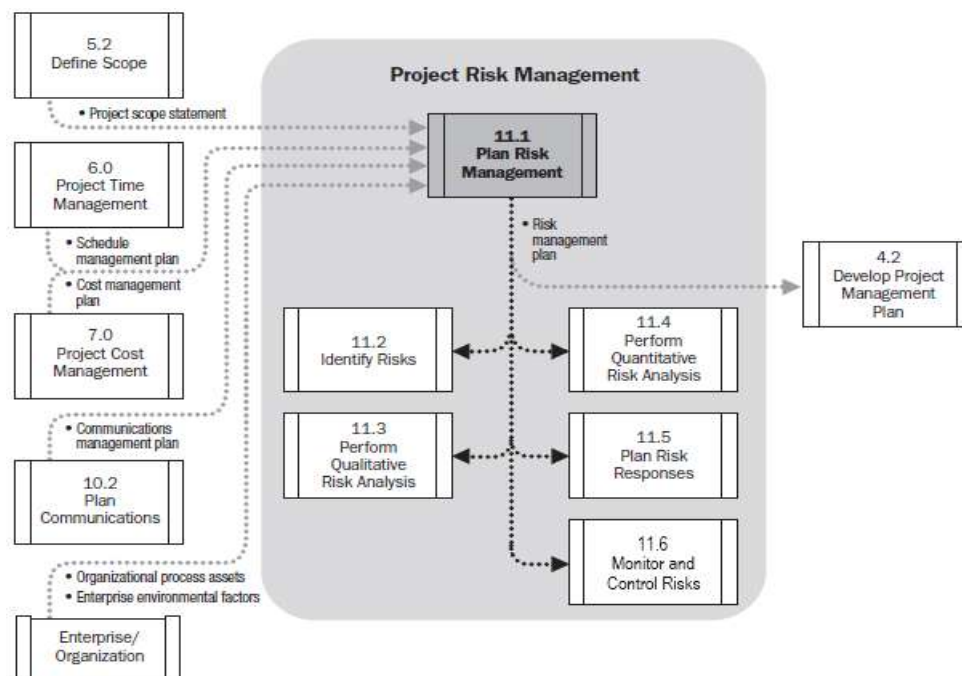 5.2
Define Scope
• Project scope statement
6.0
Project Time
Management
• Schedule
management plan
• Cost management
plan
7.0
Project Cost
Management
• Communications
management plan
10.2
Plan
Communications
• Organizational process assets
• Enterprise environmental factors
Enterprise/
Organization
Project Risk Management
11.1
Plan Risk
Management
• Risk
management
plan
11.2
Identify Risks
11.3
Perform
Qualitative
Risk Analysis
11.4
Perform
Quantitative
Risk Analysis
11.5
Plan Risk
Responses
11.6
Monitor and
Control Risks
4.2
Develop Project
Management
Plan